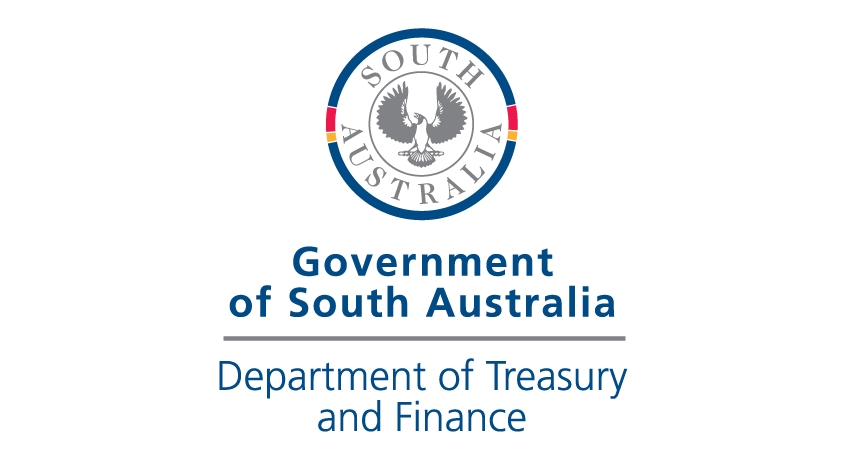 SOUTH
AUSTRALIA
Government
of South Australia
Department of Treasury
and Finance